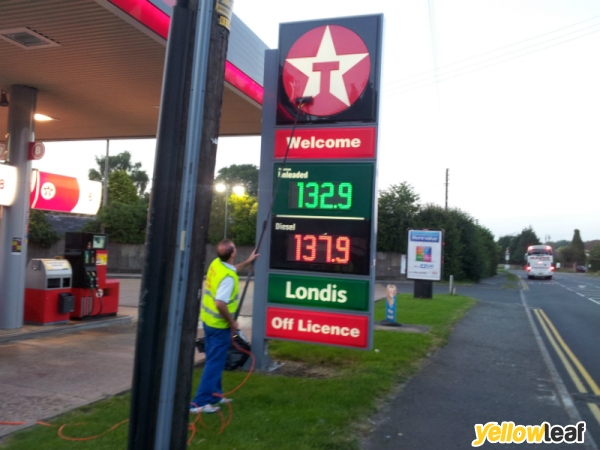 T
Welcome
Unleaded
132.9
Diesel
137.9
Londis
Off Licence
yellowleaf